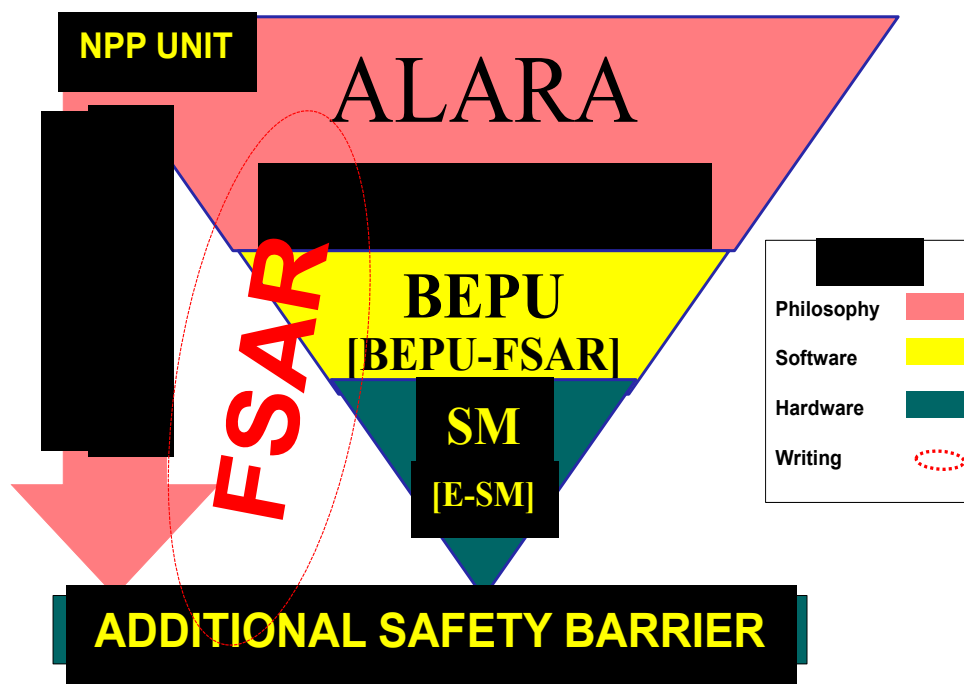 NPP UNIT
ALARA
BEPU
[BEPU-FSAR]
SM
[E-SM]
FSAR
ADDITIONAL SAFETY BARRIER
Philosophy
Software
Hardware
Writing